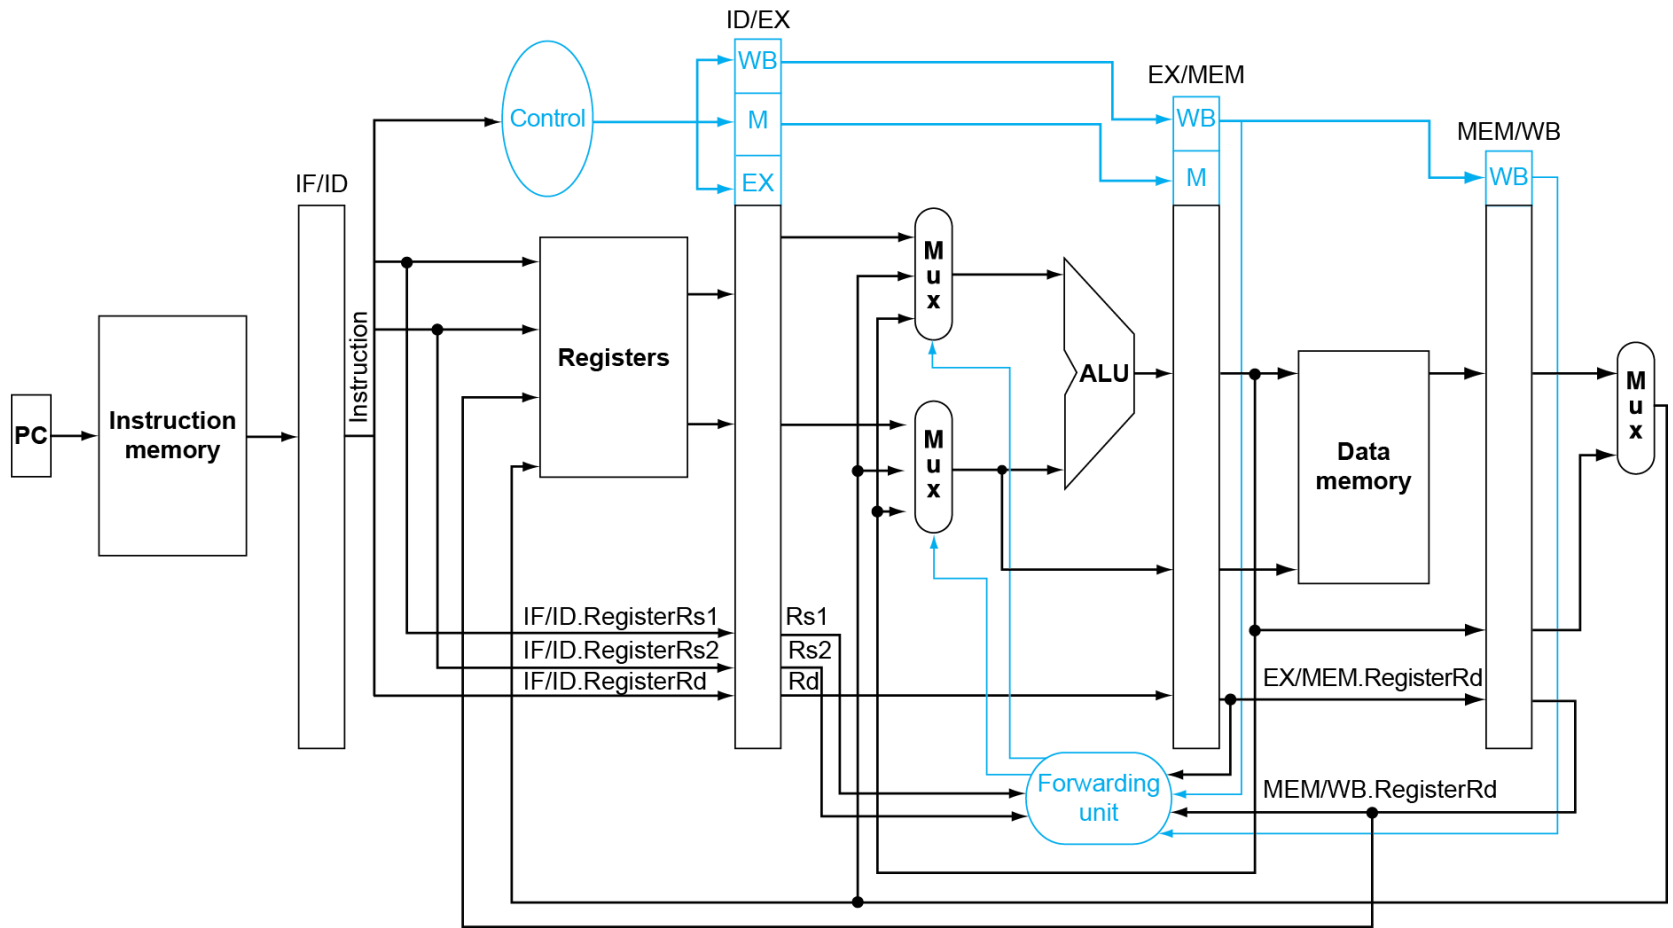 ID/EX
WB
M
EX
Control
EX/MEM
WB
M
MEM/WB
WB
IF/ID
PC
Instruction
memory
Instruction
Registers
M
u
x
M
u
x
ALU
Data
memory
M
u
x
IF/ID.RegisterRs1
IF/ID.RegisterRs2
IF/ID.RegisterRd
Rs1
Rs2
Rd
EX/MEM.RegisterRd
Forwarding
unit
MEM/WB.RegisterRd